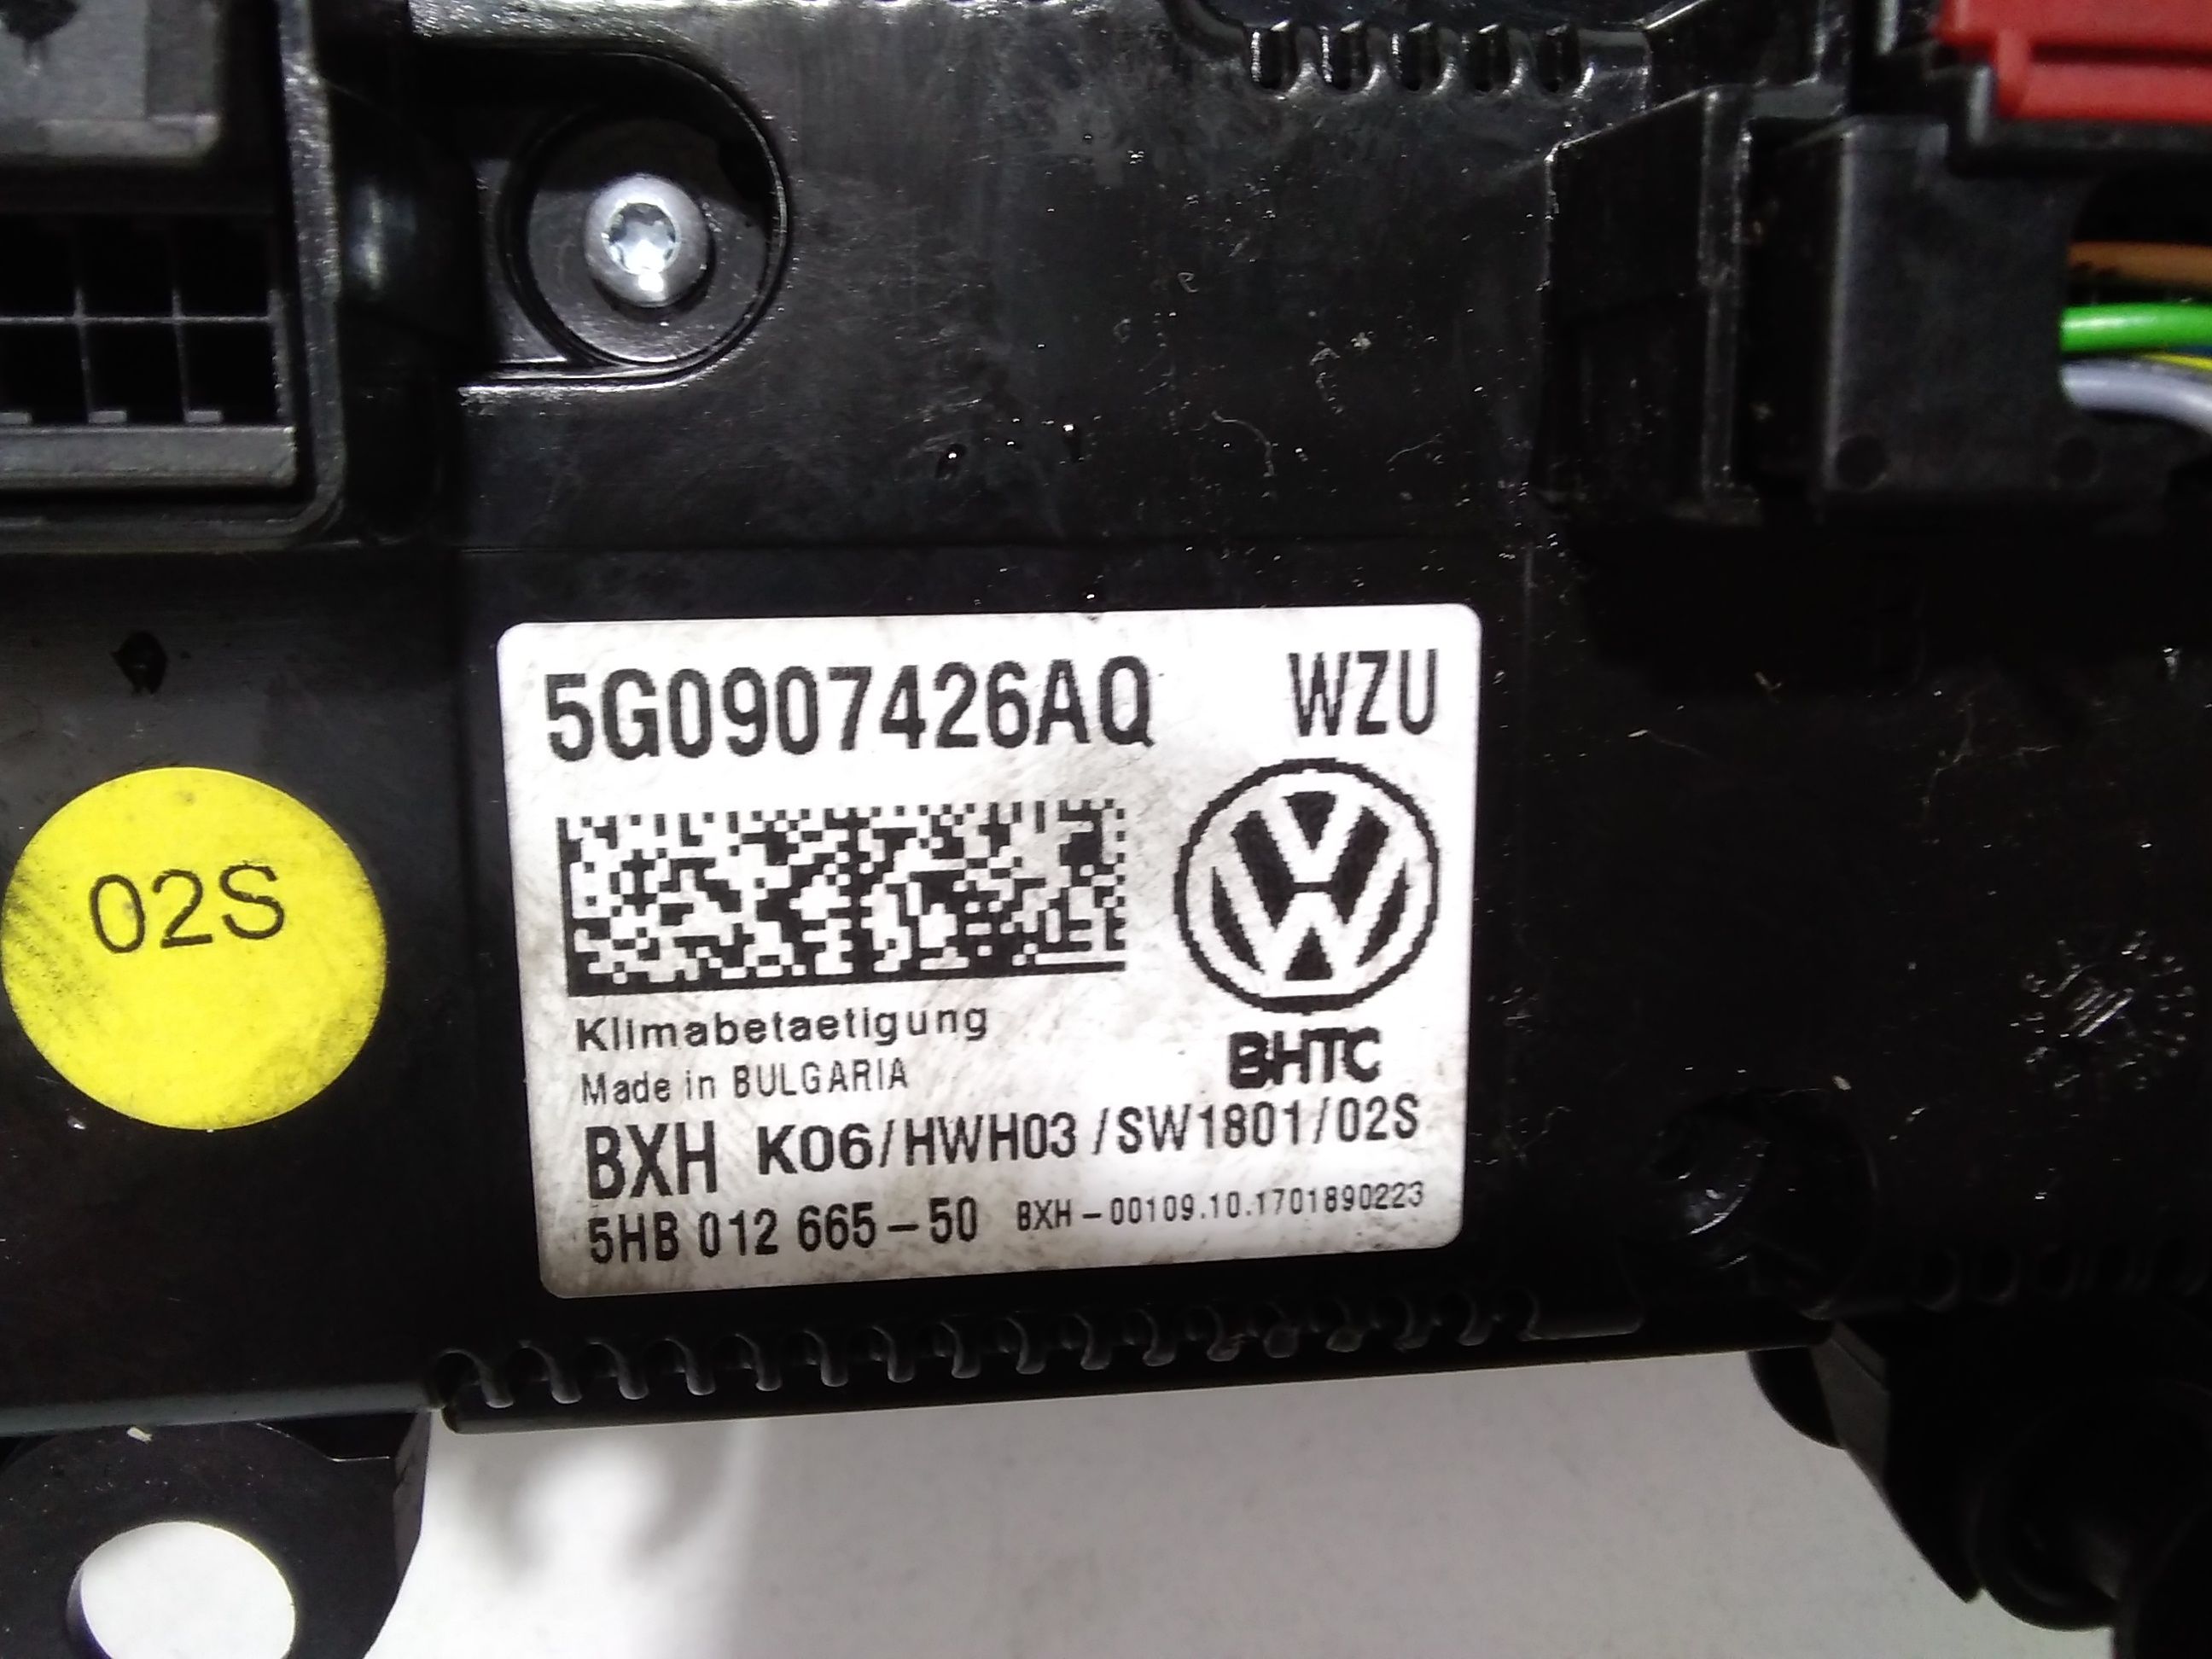 5G0907426AQ WZU
02S
Klimabetaetigung
Made in BULGARIA
BHTC
BXH K06/HWH03 /SW1801/02S
5HB 012 665-50 BXH-00109.10.1701890223